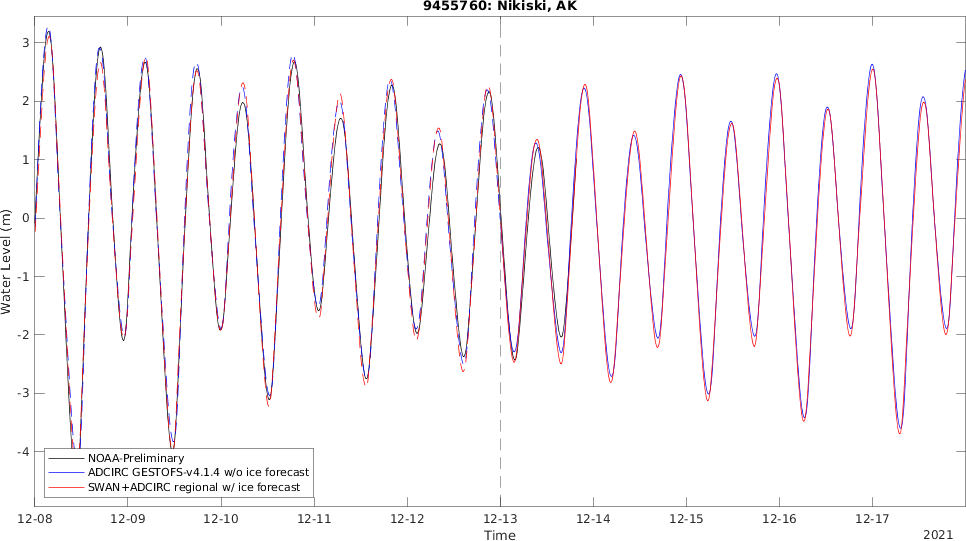 9455760: Nikiski, AK
3
2
1
0
-1
-2
-3
-4
Water Level (m)
NOAA-Preliminary
ADCIRC GESTOFS-v4.1.4 w/o ice forecast
SWAN+ADCIRC regional w/ ice forecast
12-08 12-09 12-10 12-11 12-12 12-13 12-14 12-15 12-16 12-17
Time
2021